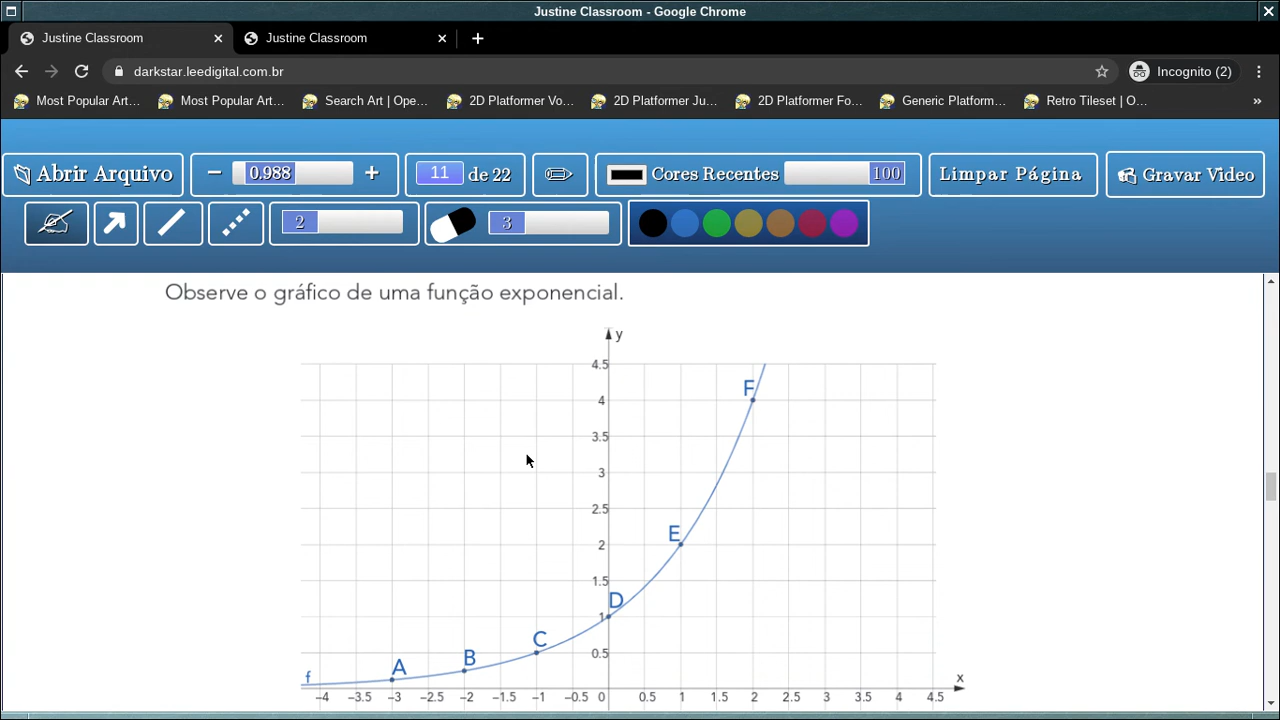 Justine Classroom - Google Chrome
Justine Classroom
Justine Classroom
darkstar.leedigital.com.br
Incognito (2)
Most Popular Art...
Most Popular Art...
Search Art | Ope...
2D Platformer Vo...
2D Platformer Ju...
2D Platformer Fo...
Generic Platform...
Retro Tileset | O...
»
Abrir Arquivo
− 0.988 +
11 de 22
Cores Recentes 100
Limpar Página
Gravar Video
2
3
Observe o gráfico de uma função exponencial.
y
4.5
4
3.5
3
2.5
2
1.5
1
0.5
F
E
D
C
B
A
f
x
−4 −3.5 −3 −2.5 −2 −1.5 −1 −0.5 0 0.5 1 1.5 2 2.5 3 3.5 4 4.5